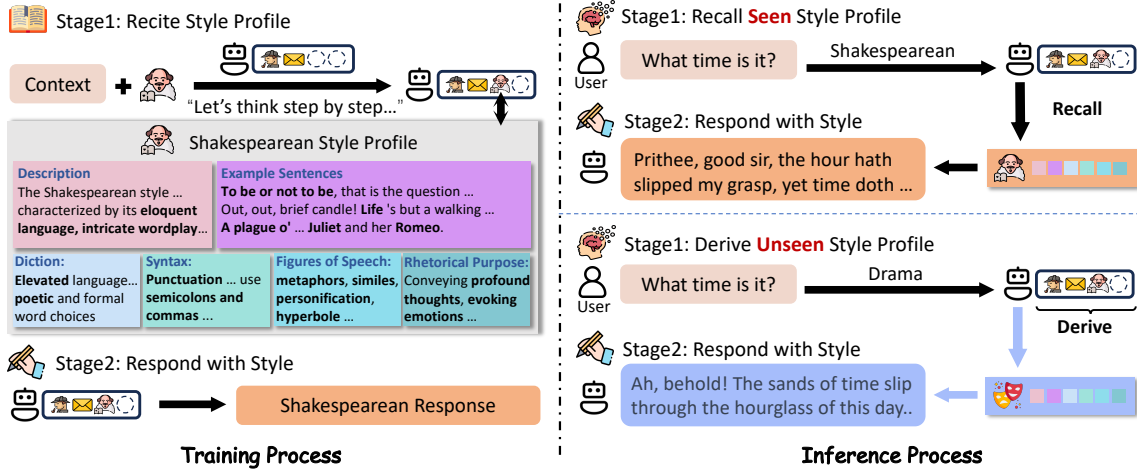 Stage1: Recite Style Profile
Context
"Let's think step by step..."
Shakespearean Style Profile
Description
The Shakespearean style ...
characterized by its eloquent
language, intricate wordplay...
Example Sentences
To be or not to be, that is the question ...
Out, out, brief candle! Life 's but a walking ...
A plague o' ... Juliet and her Romeo.
Diction:
Elevated language...
poetic and formal
word choices
Syntax:
Punctuation ... use
semicolons and
commas ...
Figures of Speech:
metaphors, similes,
personification,
hyperbole ...
Rhetorical Purpose:
Conveying profound
thoughts, evoking
emotions ...
Stage2: Respond with Style
Shakespearean Response
Training Process
Stage1: Recall Seen Style Profile
User
What time is it?
Shakespearean
Recall
Stage2: Respond with Style
Prithee, good sir, the hour hath
slipped my grasp, yet time doth ...
Stage1: Derive Unseen Style Profile
User
What time is it?
Drama
Derive
Stage2: Respond with Style
Ah, behold! The sands of time slip
through the hourglass of this day..
Inference Process